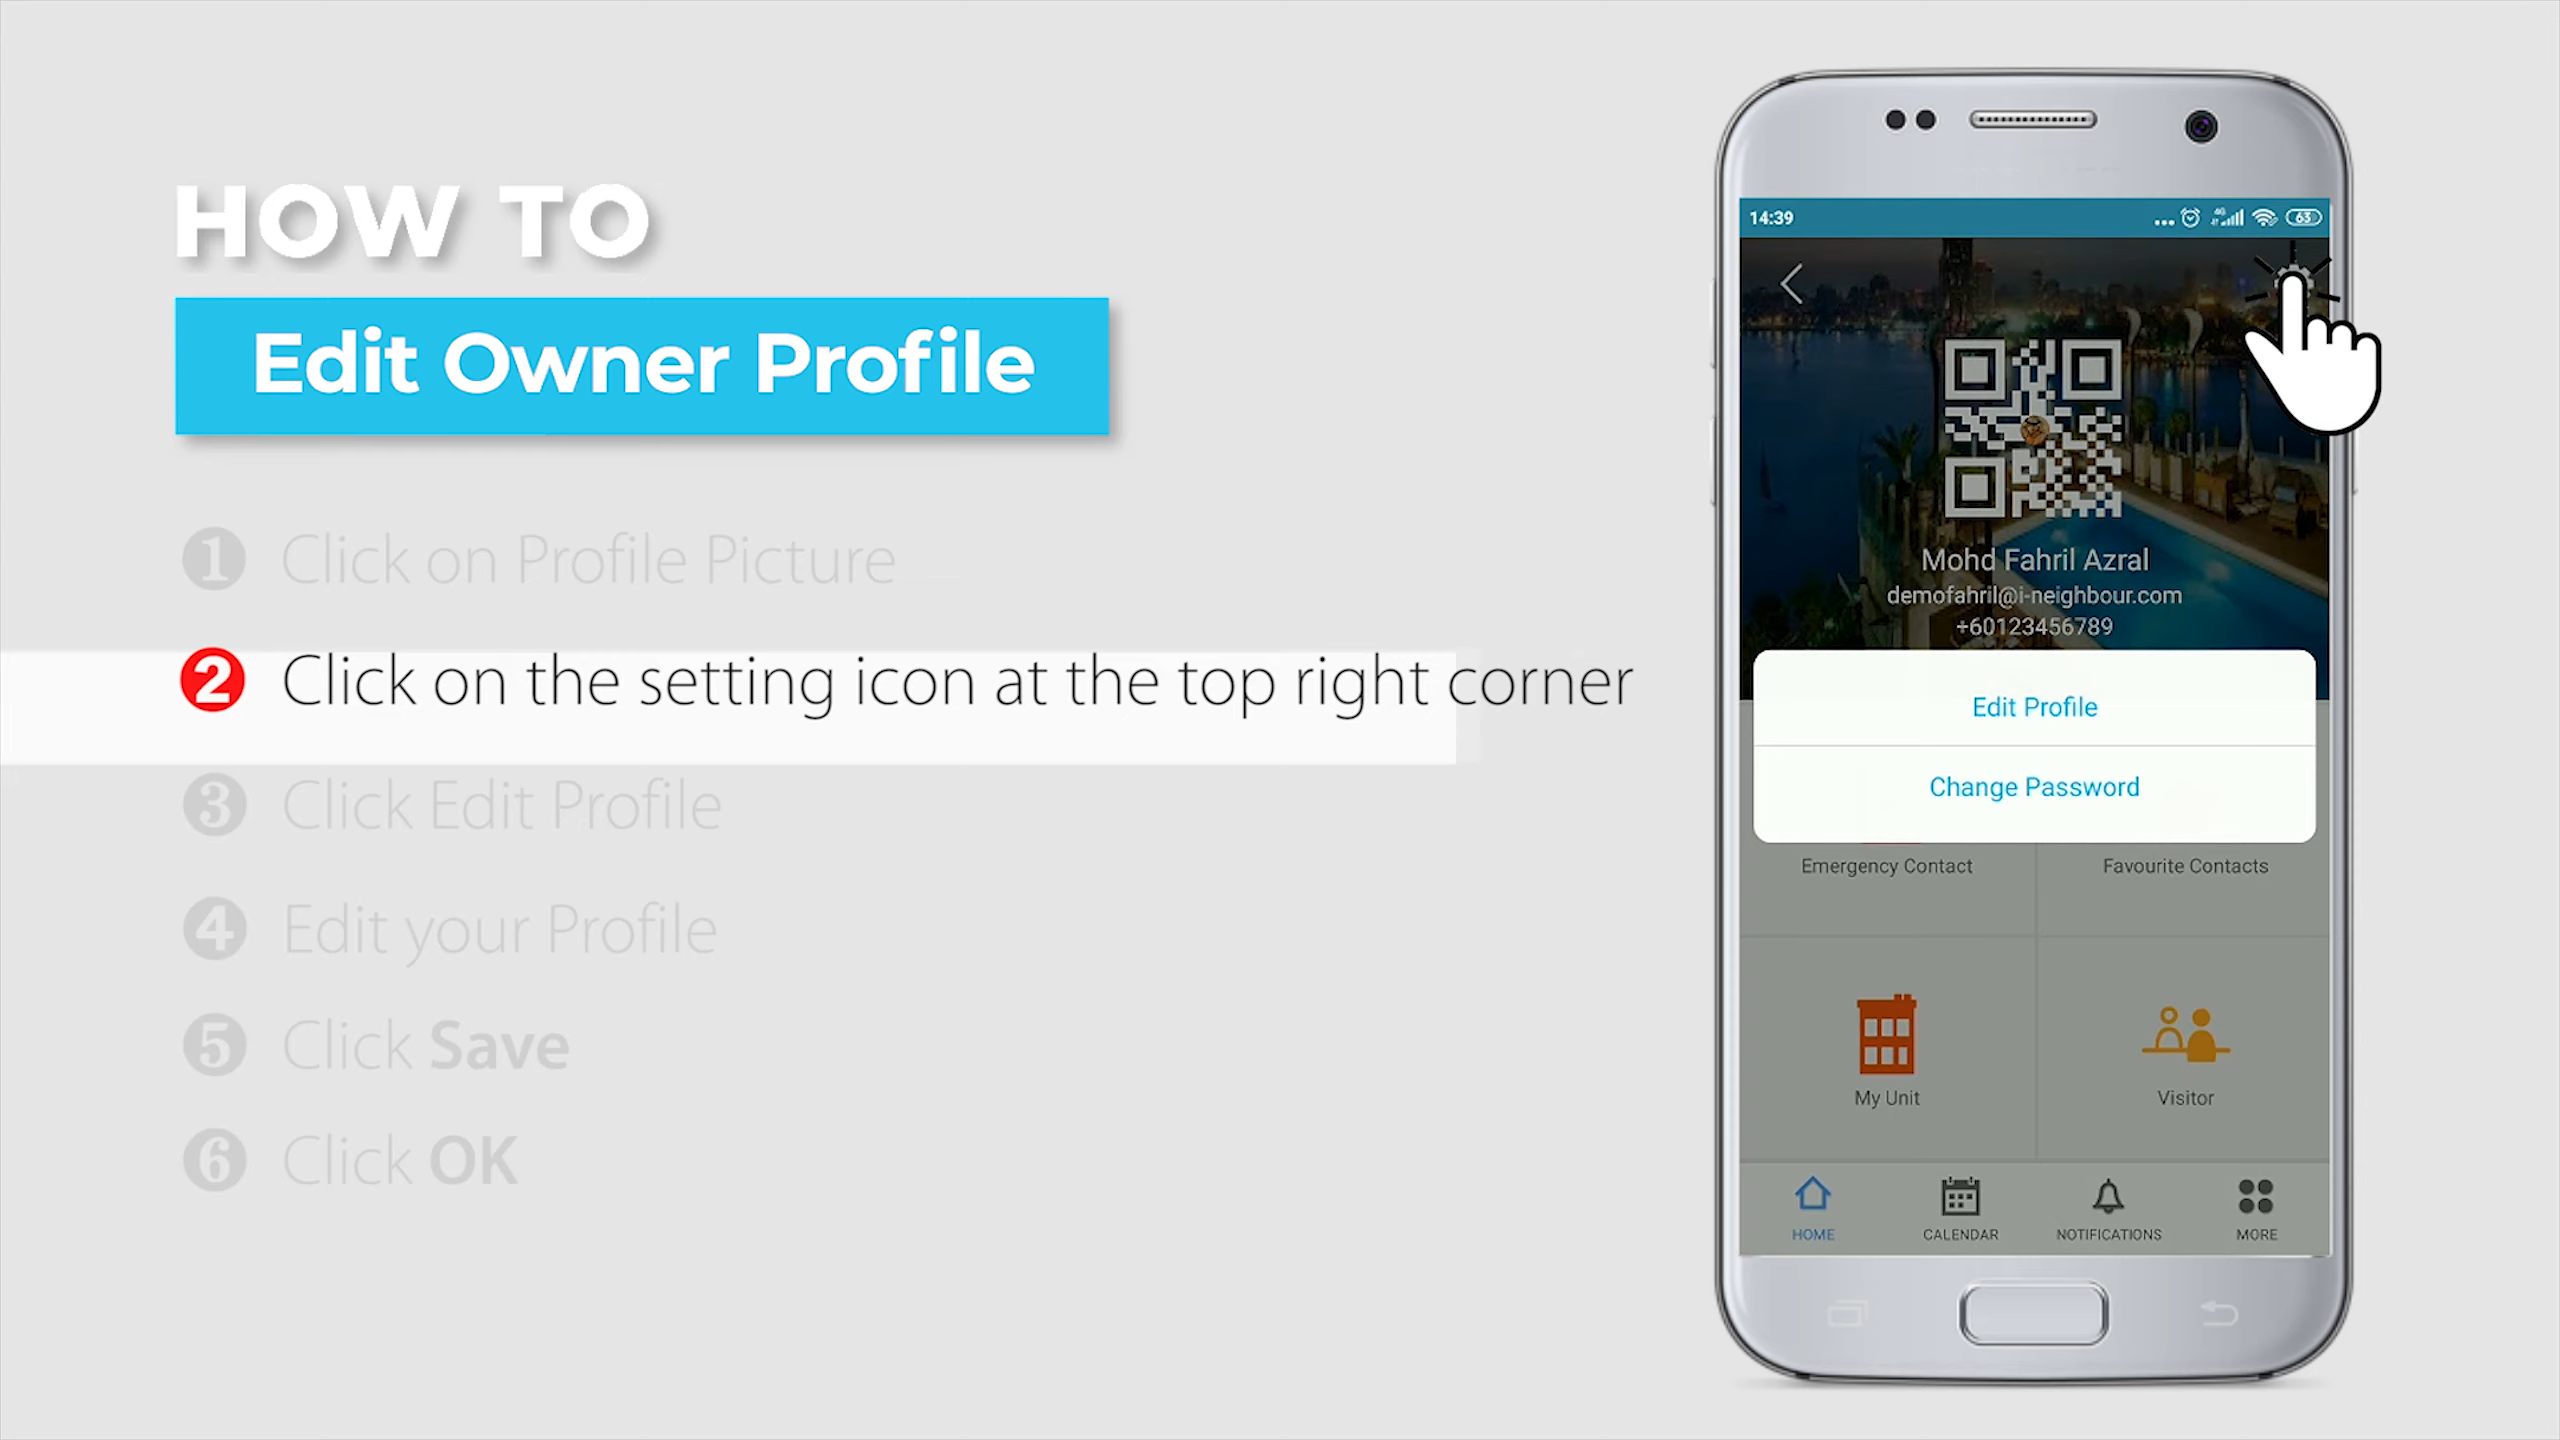 HOW TO
Edit Owner Profile
1 Click on Profile Picture
2 Click on the setting icon at the top right corner
3 Click Edit Profile
4 Edit your Profile
5 Click Save
6 Click OK
14:39
4G
63
Mohd Fahril Azral
demofahril@i-neighbour.com
+60123456789
Edit Profile
Change Password
Emergency Contact
Favourite Contacts
My Unit
Visitor
HOME
CALENDAR
NOTIFICATIONS
MORE